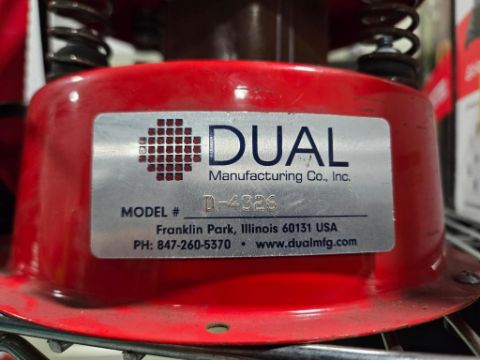 DUAL
Manufacturing Co., Inc.
MODEL # D-4326
Franklin Park, Illinois 60131 USA
PH: 847-260-5370 • www.dualmfg.com